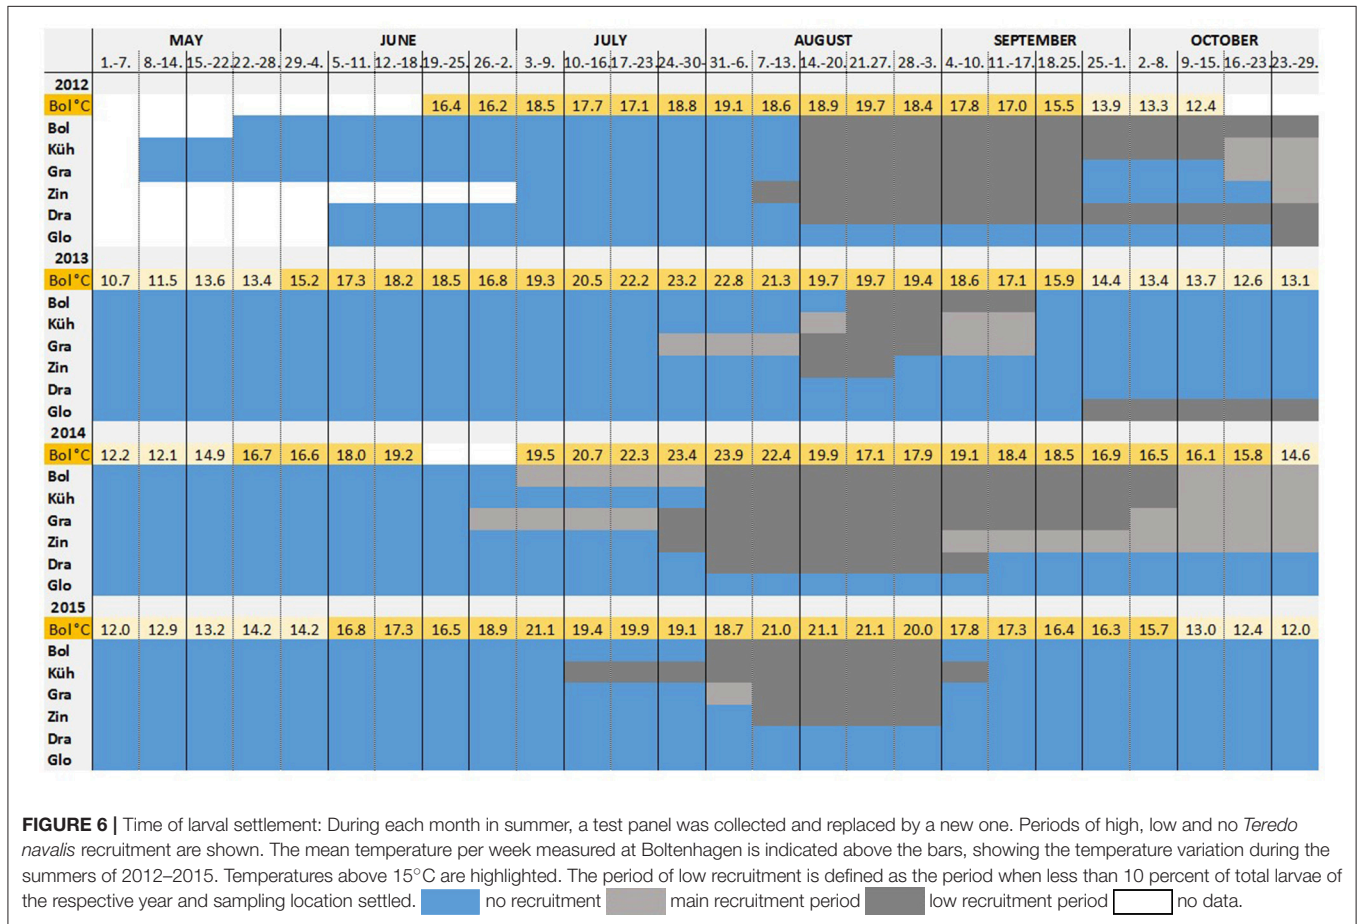 MAY JUNE JULY AUGUST SEPTEMBER OCTOBER
1.-7. 8.-14. 15.-22. 22.-28. 29.-4. 5.-11. 12.-18. 19.-25. 26.-2. 3.-9. 10.-16. 17.-23. 24.-30- 31.-6. 7.-13. 14.-20. 21.27. 28.-3. 4.-10. 11.-17. 18.25. 25.-1. 2.-8. 9.-15. 16.-23. 23.-29.
2012
Bol°C 16.4 16.2 18.5 17.7 17.1 18.8 19.1 18.6 18.9 19.7 18.4 17.8 17.0 15.5 13.9 13.3 12.4
Bol
Küh
Gra
Zin
Dra
Glo
2013
Bol°C 10.7 11.5 13.6 13.4 15.2 17.3 18.2 18.5 16.8 19.3 20.5 22.2 23.2 22.8 21.3 19.7 19.7 19.4 18.6 17.1 15.9 14.4 13.4 13.7 12.6 13.1
Bol
Küh
Gra
Zin
Dra
Glo
2014
Bol°C 12.2 12.1 14.9 16.7 16.6 18.0 19.2 19.5 20.7 22.3 23.4 23.9 22.4 19.9 17.1 17.9 19.1 18.4 18.5 16.9 16.5 16.1 15.8 14.6
Bol
Küh
Gra
Zin
Dra
Glo
2015
Bol°C 12.0 12.9 13.2 14.2 14.2 16.8 17.3 16.5 18.9 21.1 19.4 19.9 19.1 18.7 21.0 21.1 21.1 20.0 17.8 17.3 16.4 16.3 15.7 13.0 12.4 12.0
Bol
Küh
Gra
Zin
Dra
Glo
FIGURE 6 | Time of larval settlement: During each month in summer, a test panel was collected and replaced by a new one. Periods of high, low and no Teredo
navalis recruitment are shown. The mean temperature per week measured at Boltenhagen is indicated above the bars, showing the temperature variation during the
summers of 2012–2015. Temperatures above 15°C are highlighted. The period of low recruitment is defined as the period when less than 10 percent of total larvae of
the respective year and sampling location settled. no recruitment main recruitment period low recruitment period no data.